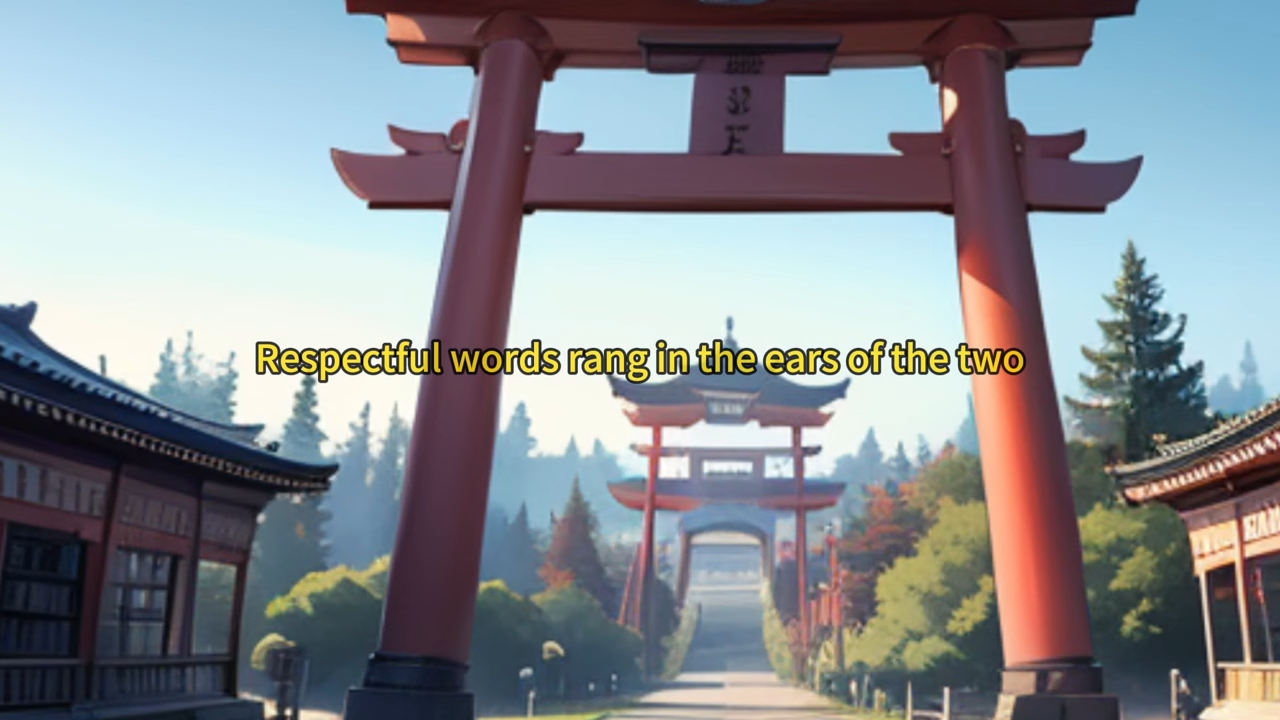 Respectful words rang in the ears of the two